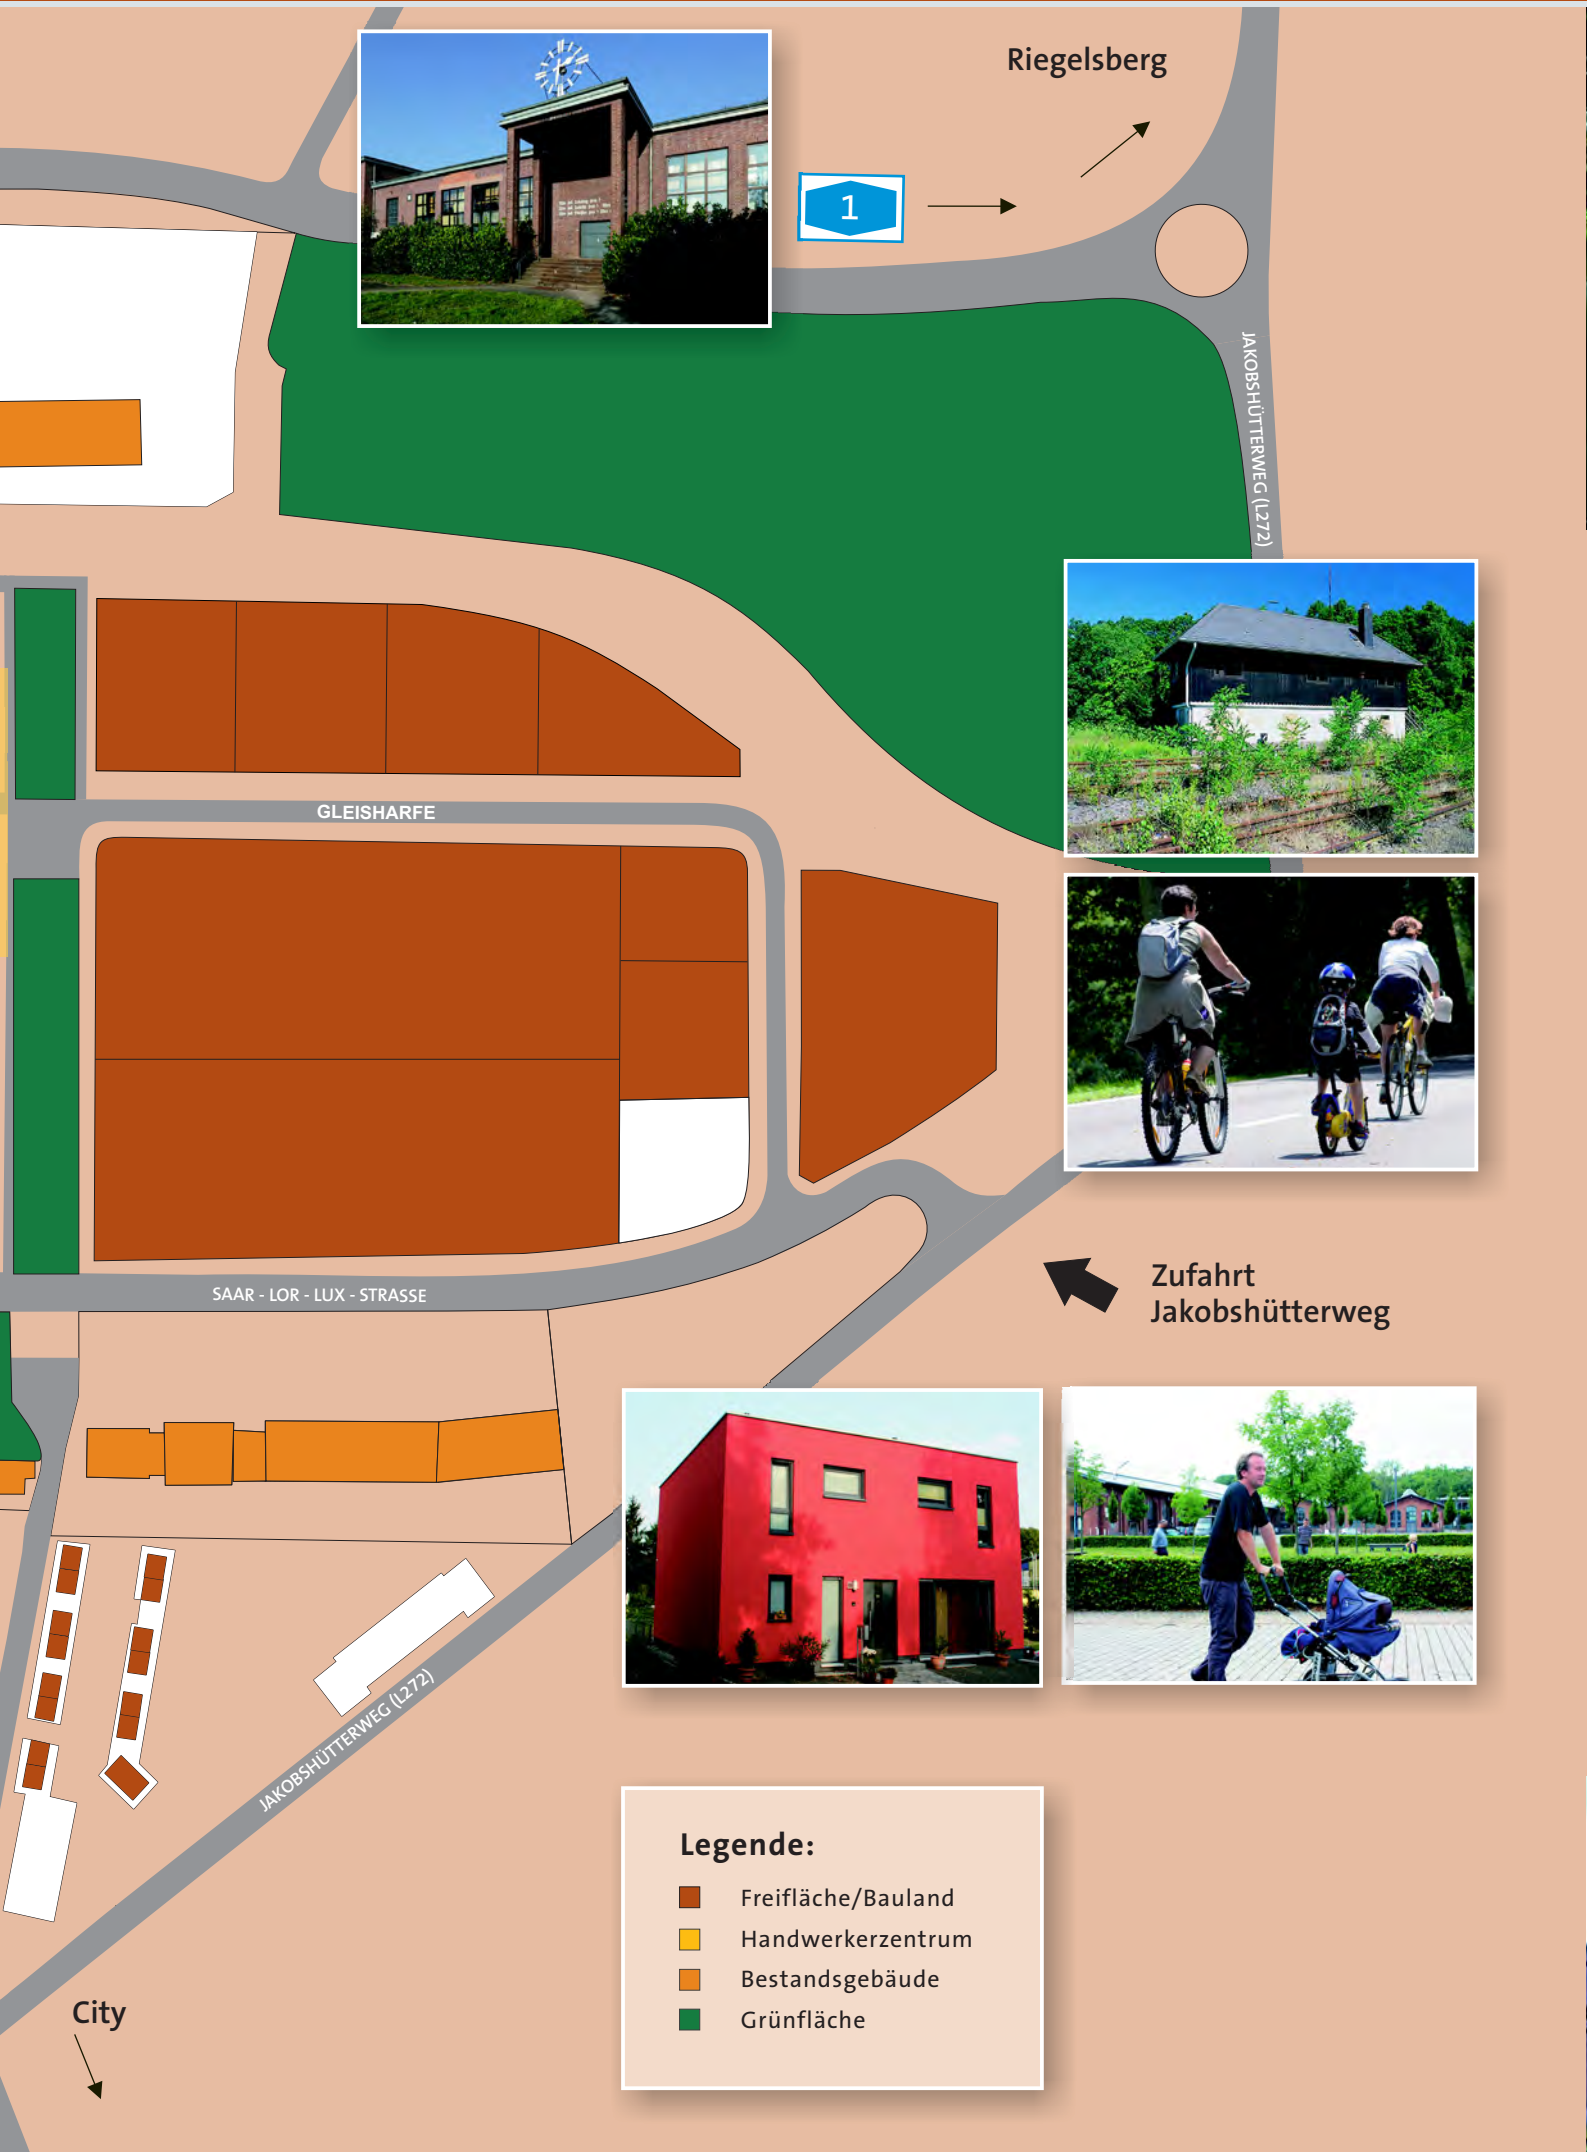 Riegelsberg
1
JAKOBSHÜTTERWEG (L272)
GLEISHARFE
SAAR - LOR - LUX - STRASSE
Zufahrt
Jakobshütterweg
JAKOBSHÜTTERWEG (L272)
Legende:
Freifläche/Bauland
Handwerkerzentrum
Bestandsgebäude
Grünfläche
City